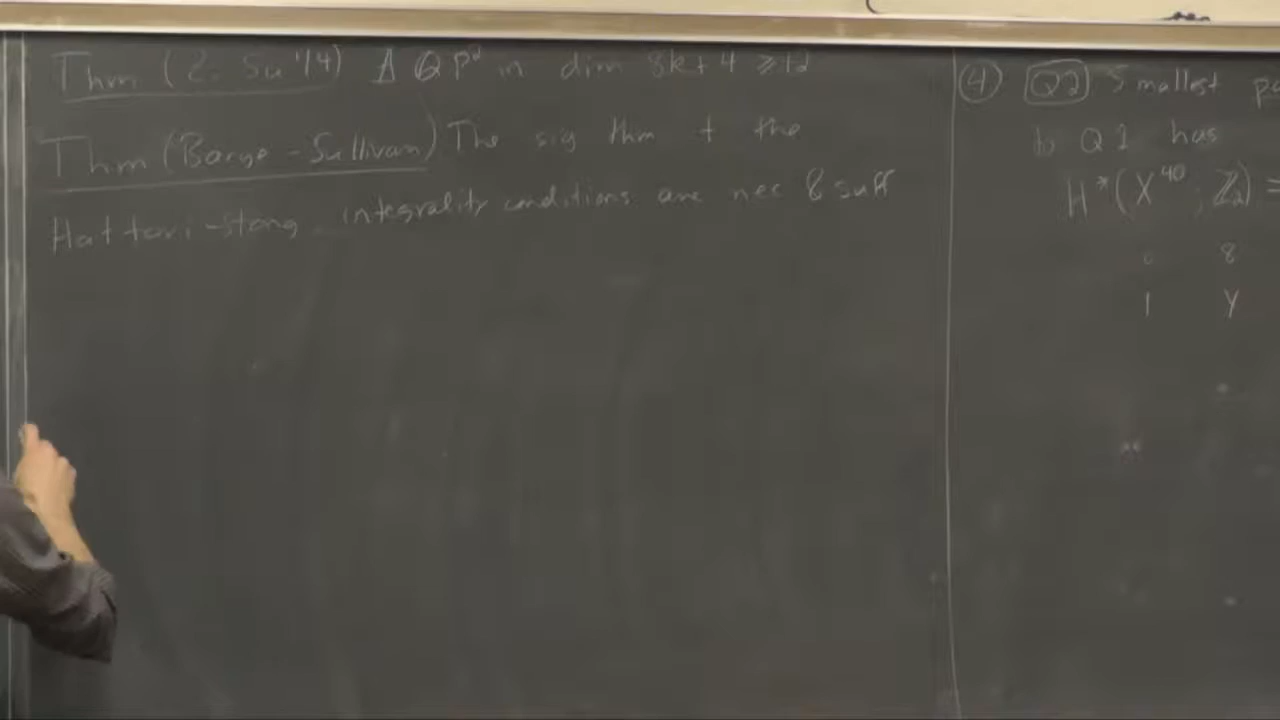 Thm (Z. Su '14) ∄ QP² in dim 8k+4 ≥ 12
Thm (Barge-Sullivan) The sig thm + the
Hattori-Stong integrality conditions are nec & suff
④ Q2 Smallest
to Q1 has
H*(X⁴⁰; ℤ₂) =
0 8
1 Y